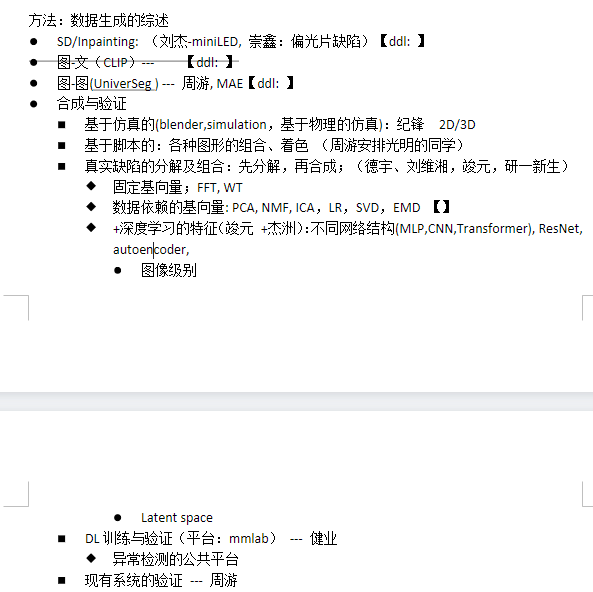 方法：数据生成的综述
● SD/Inpainting: （刘杰-miniLED, 崇鑫：偏光片缺陷）【ddl: 】
● 图-文（CLIP）--- 【ddl: 】
● 图-图(UniverSeg ) --- 周游, MAE【ddl: 】
● 合成与验证
■ 基于仿真的(blender,simulation，基于物理的仿真)：纪锋 2D/3D
■ 基于脚本的：各种图形的组合、着色 （周游安排光明的同学）
■ 真实缺陷的分解及组合：先分解，再合成；（德宇、刘维湘，竣元，研一新生）
◆ 固定基向量；FFT, WT
◆ 数据依赖的基向量: PCA, NMF, ICA，LR，SVD，EMD 【】
◆ +深度学习的特征（竣元 +杰洲）：不同网络结构(MLP,CNN,Transformer), ResNet,
autoencoder,
● 图像级别
● Latent space
■ DL 训练与验证（平台：mmlab） --- 健业
◆ 异常检测的公共平台
■ 现有系统的验证 --- 周游